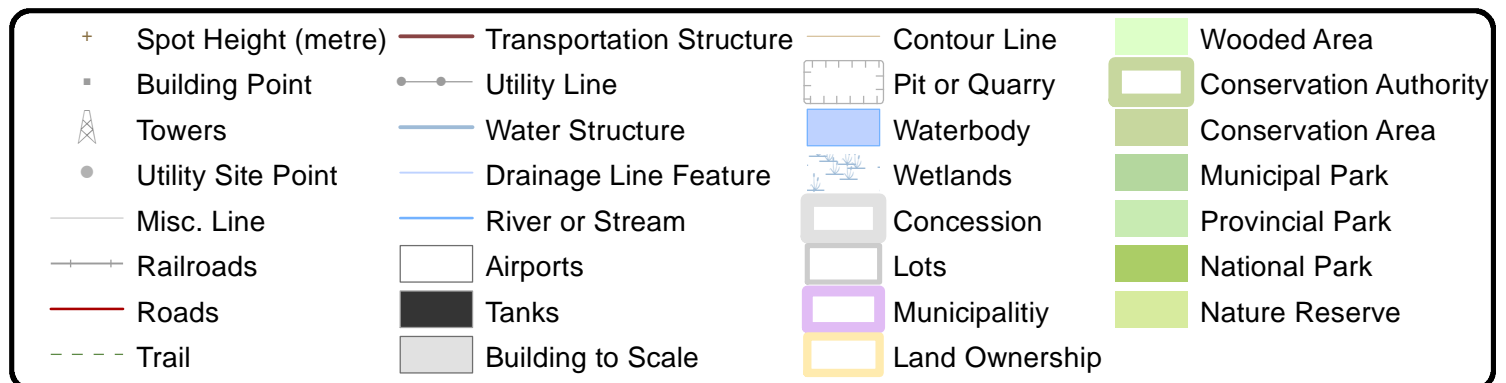 Spot Height (metre)
Building Point
Towers
Utility Site Point
Misc. Line
Railroads
Roads
Trail
Transportation Structure
Utility Line
Water Structure
Drainage Line Feature
River or Stream
Airports
Tanks
Building to Scale
Contour Line
Pit or Quarry
Waterbody
Wetlands
Concession
Lots
Municipalitiy
Land Ownership
Wooded Area
Conservation Authority
Conservation Area
Municipal Park
Provincial Park
National Park
Nature Reserve